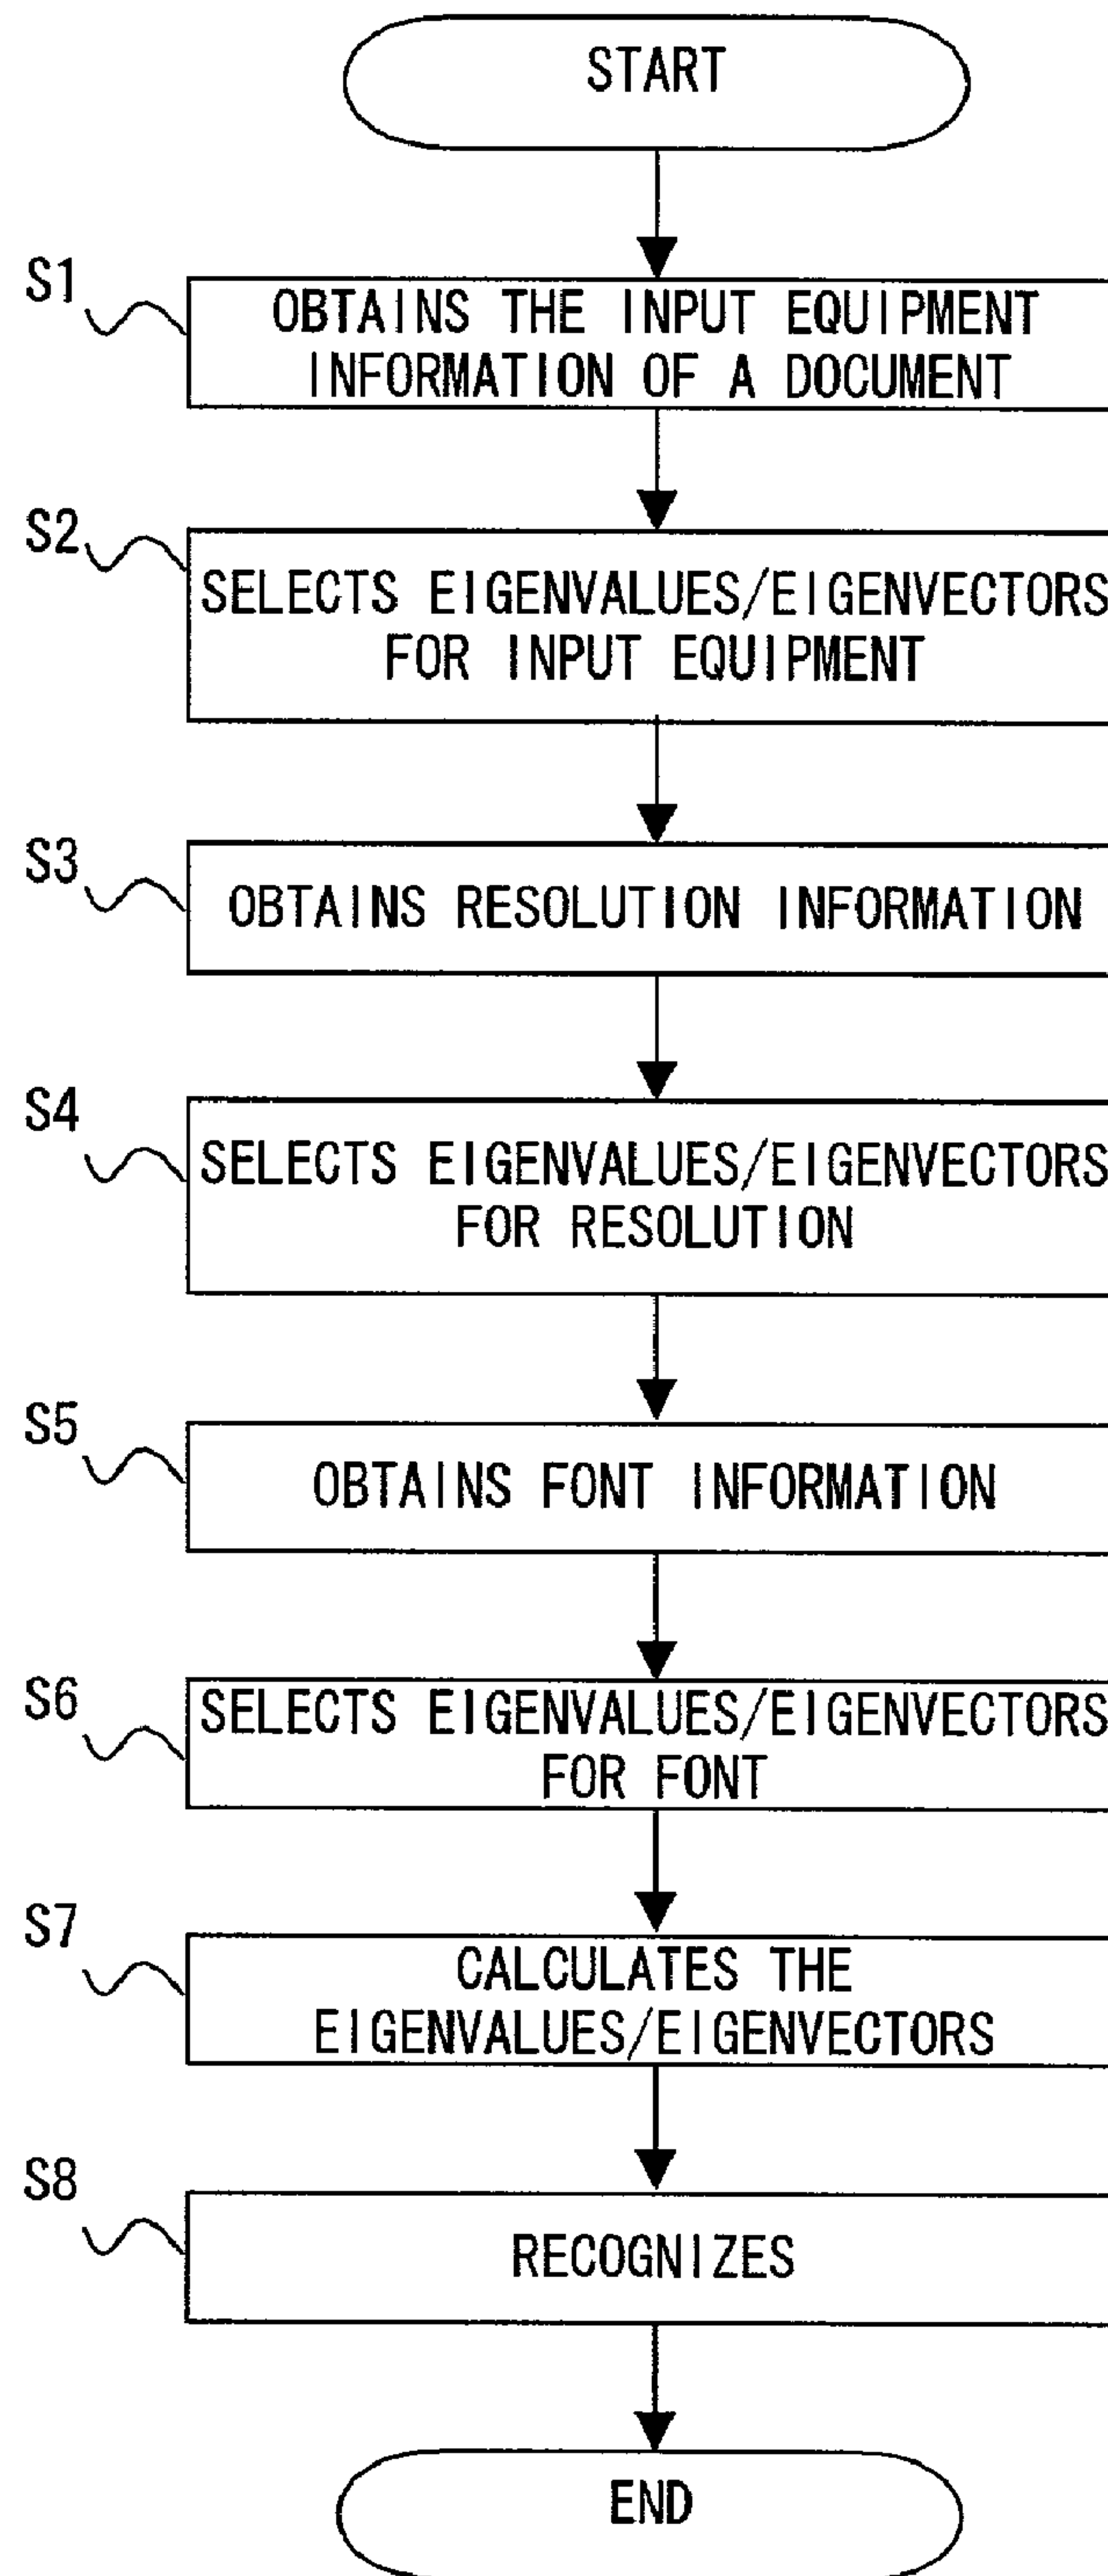 START
S1
OBTAINS THE INPUT EQUIPMENT
INFORMATION OF A DOCUMENT
S2
SELECTS EIGENVALUES/EIGENVECTORS
FOR INPUT EQUIPMENT
S3
OBTAINS RESOLUTION INFORMATION
S4
SELECTS EIGENVALUES/EIGENVECTORS
FOR RESOLUTION
S5
OBTAINS FONT INFORMATION
S6
SELECTS EIGENVALUES/EIGENVECTORS
FOR FONT
S7
CALCULATES THE
EIGENVALUES/EIGENVECTORS
S8
RECOGNIZES
END